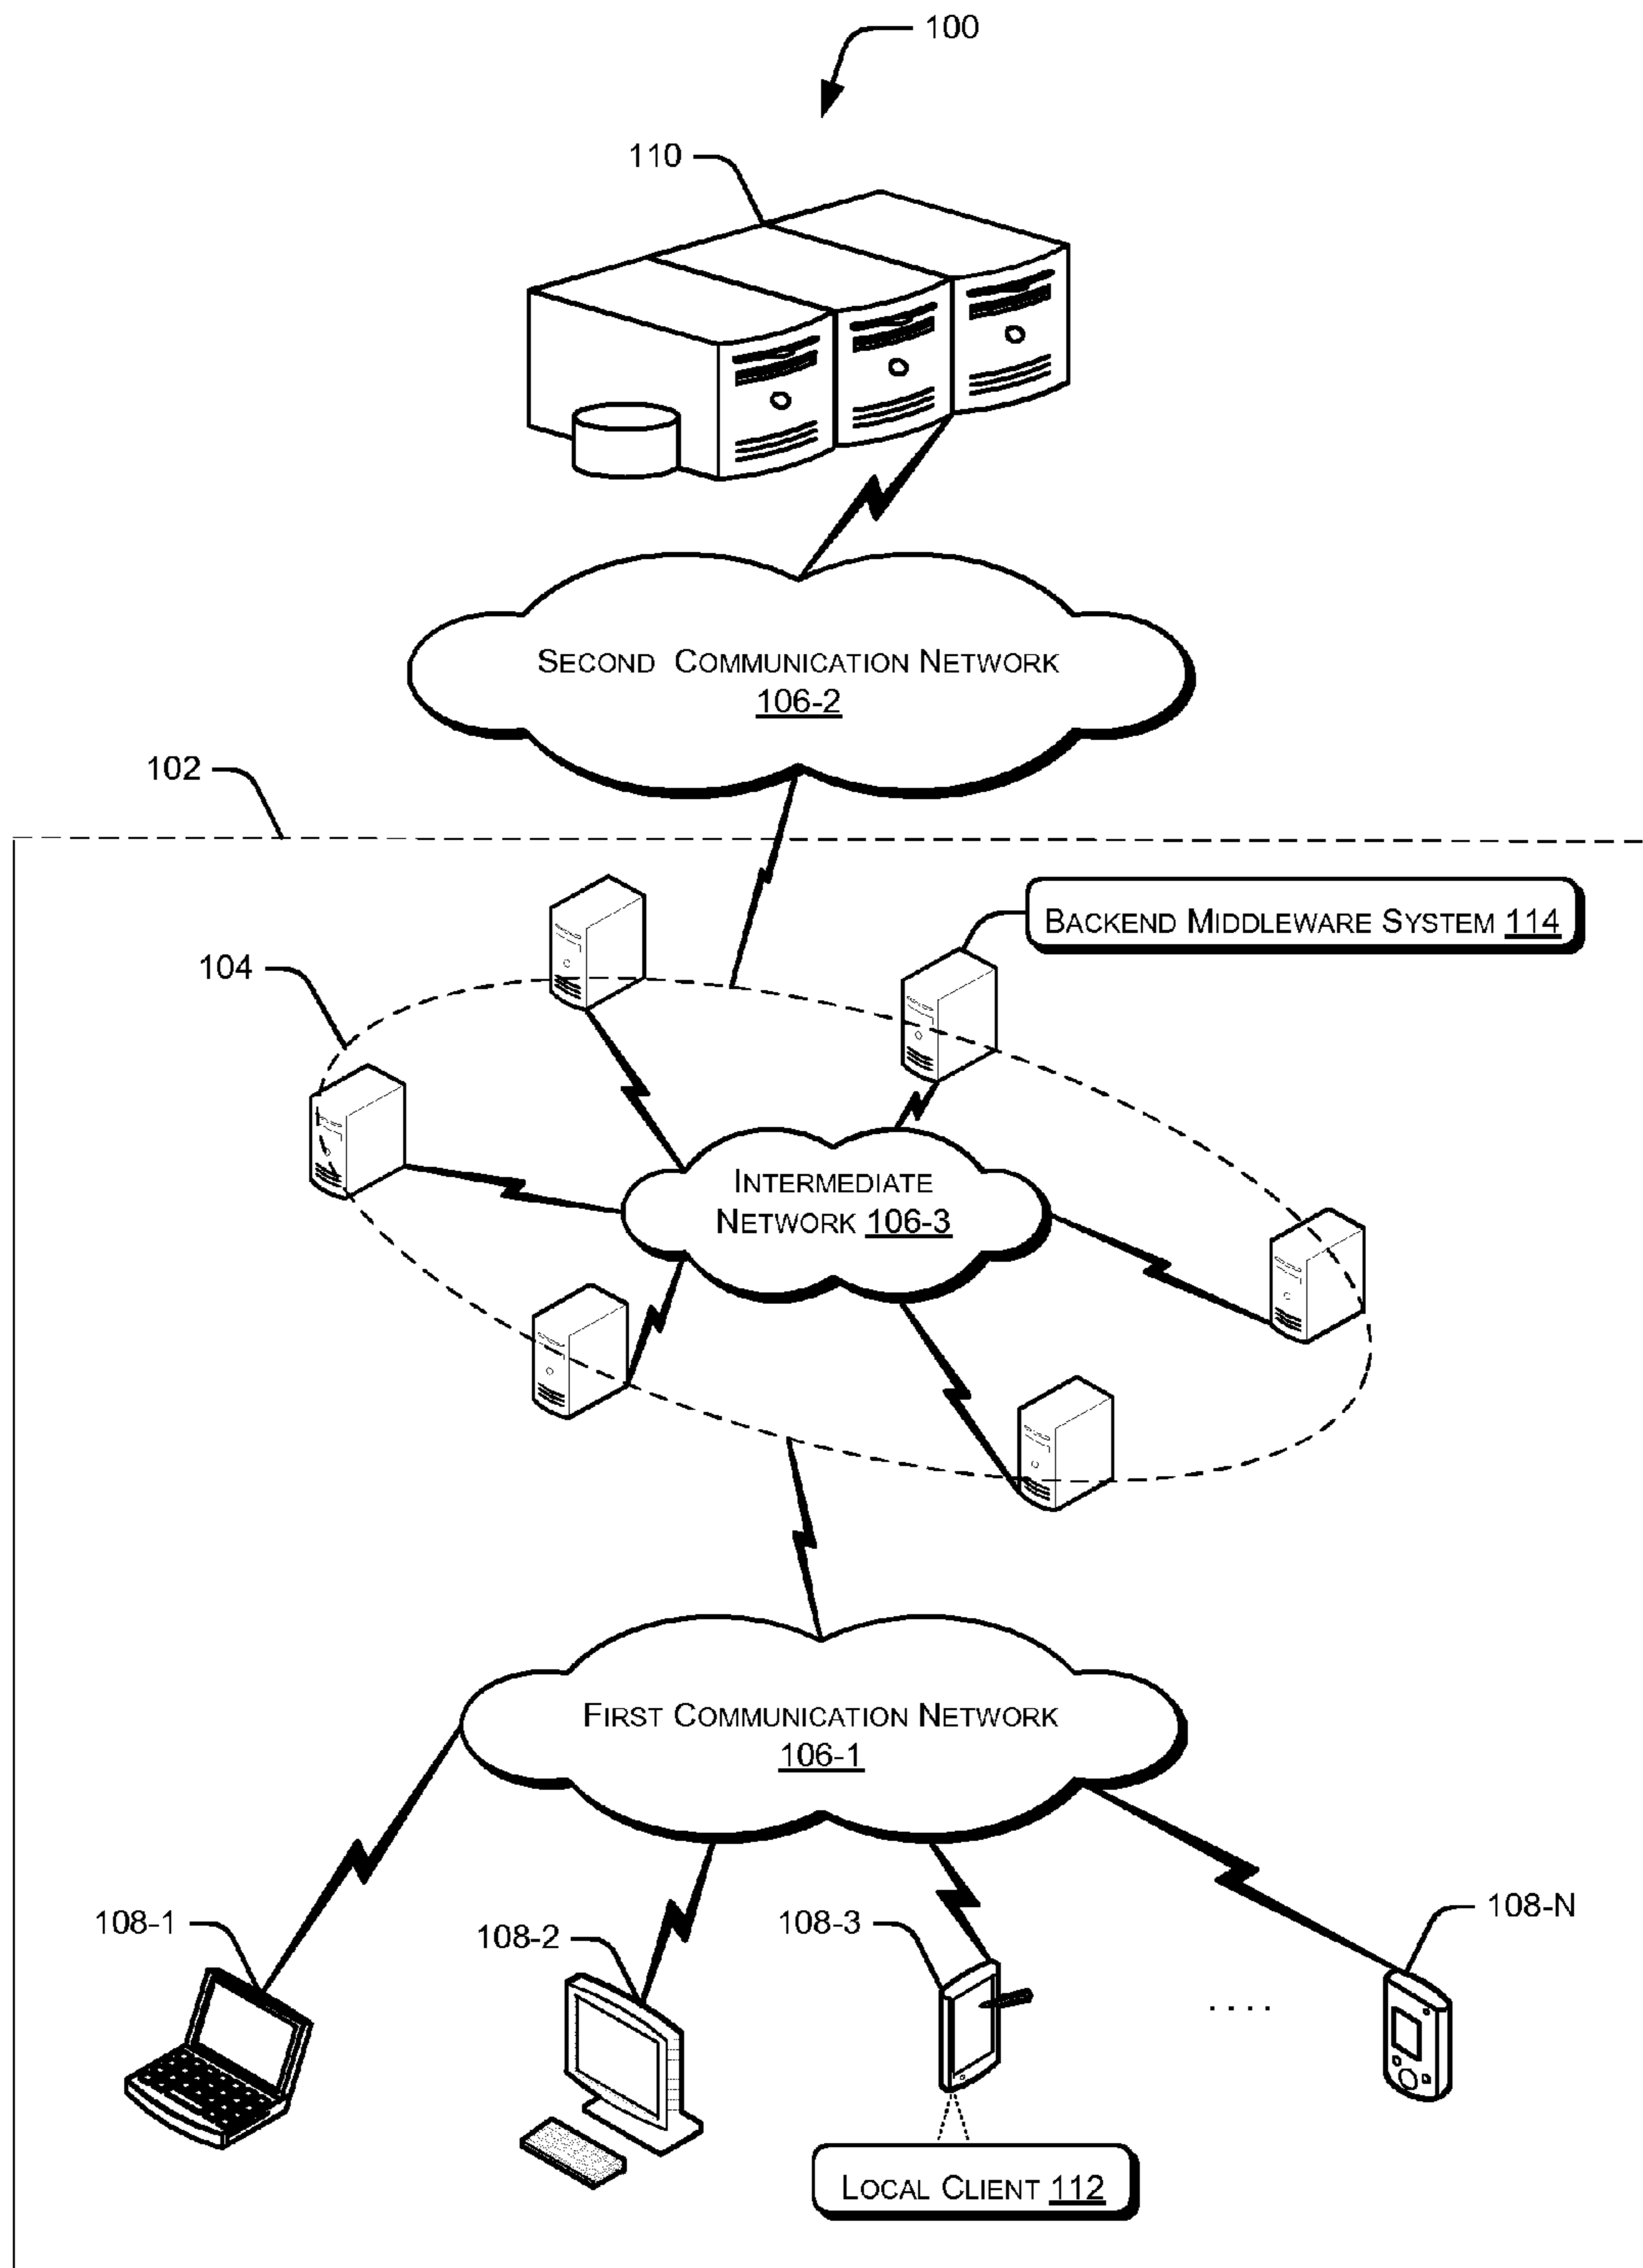 100
110
SECOND COMMUNICATION NETWORK
106-2
102
BACKEND MIDDLEWARE SYSTEM 114
104
INTERMEDIATE
NETWORK 106-3
FIRST COMMUNICATION NETWORK
106-1
108-1
108-2
108-3
108-N
....
LOCAL CLIENT 112